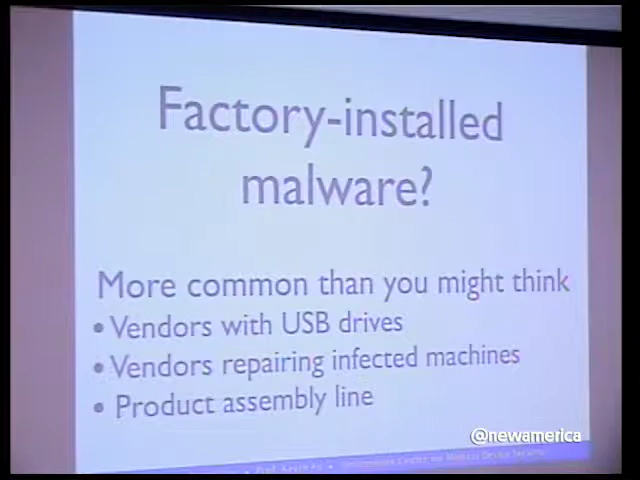 Factory-installed
malware?
More common than you might think
• Vendors with USB drives
• Vendors repairing infected machines
• Product assembly line
@newamerica